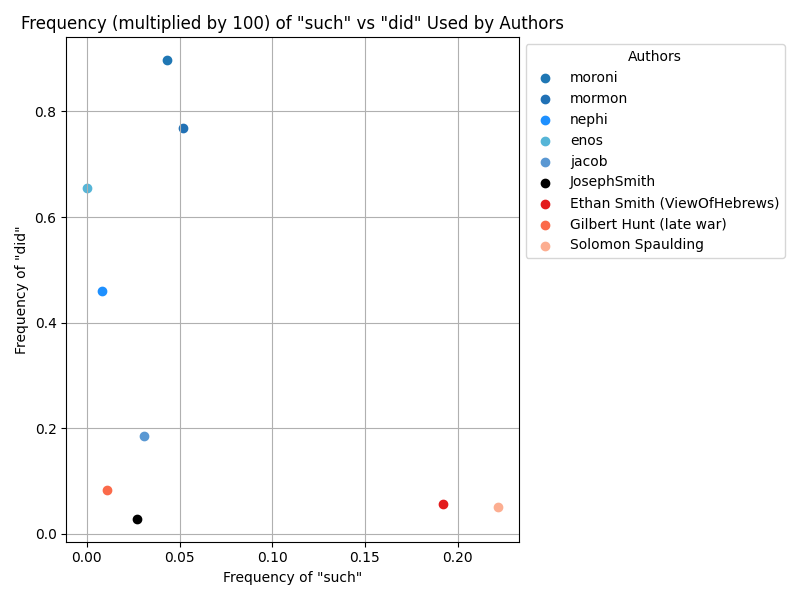 Frequency (multiplied by 100) of "such" vs "did" Used by Authors
Authors
moroni
mormon
nephi
enos
jacob
JosephSmith
Ethan Smith (ViewOfHebrews)
Gilbert Hunt (late war)
Solomon Spaulding
Frequency of "did"
0.8
0.6
0.4
0.2
0.0
0.00 0.05 0.10 0.15 0.20
Frequency of "such"